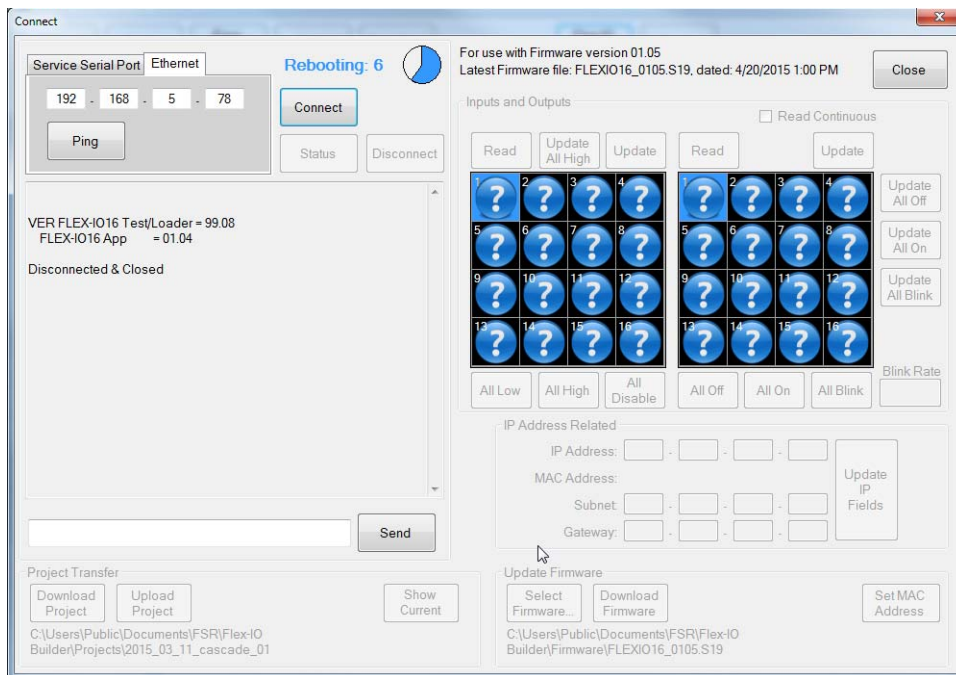 Connect
Service Serial Port
Ethernet
Rebooting: 6
192 . 168 . 5 . 78
Ping
Connect
Status
Disconnect
For use with Firmware version 01.05
Latest Firmware file: FLEXIO16_0105.S19, dated: 4/20/2015 1:00 PM
Close
VER FLEX-IO16 Test/Loader = 99.08
FLEX-IO16 App = 01.04
Disconnected & Closed
Send
Inputs and Outputs
Read Continuous
Read
Update
All High
Update
Read
Update
1 2 3 4
5 6 7 8
9 10 11 12
13 14 15 16
1 2 3 4
5 6 7 8
9 10 11 12
13 14 15 16
Update
All Off
Update
All On
Update
All Blink
Blink Rate
All Low
All High
All
Disable
All Off
All On
All Blink
IP Address Related
IP Address:
MAC Address:
Subnet:
Gateway:
Update
IP
Fields
Project Transfer
Download
Project
Upload
Project
Show
Current
C:\Users\Public\Documents\FSR\Flex-IO
Builder\Projects\2015_03_11_cascade_01
Update Firmware
Select
Firmware...
Download
Firmware
Set MAC
Address
C:\Users\Public\Documents\FSR\Flex-IO
Builder\Firmware\FLEXIO16_0105.S19